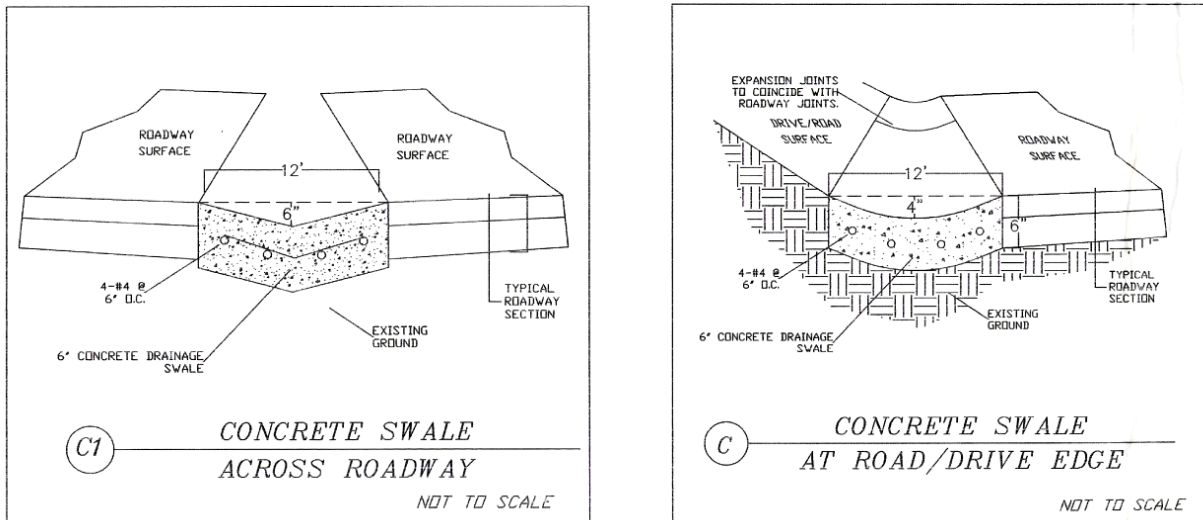 ROADWAY
SURFACE
ROADWAY
SURFACE
12'
6"
4-#4 @
6" O.C.
TYPICAL
ROADWAY
SECTION
EXISTING
GROUND
6" CONCRETE DRAINAGE
SWALE
C1
CONCRETE SWALE
ACROSS ROADWAY
NOT TO SCALE
EXPANSION JOINTS
TO COINCIDE WITH
ROADWAY JOINTS.
DRIVE/ROAD
SURFACE
ROADWAY
SURFACE
12'
4"
6"
4-#4 @
6" O.C.
TYPICAL
ROADWAY
SECTION
EXISTING
GROUND
6" CONCRETE DRAINAGE
SWALE
C
CONCRETE SWALE
AT ROAD/DRIVE EDGE
NOT TO SCALE